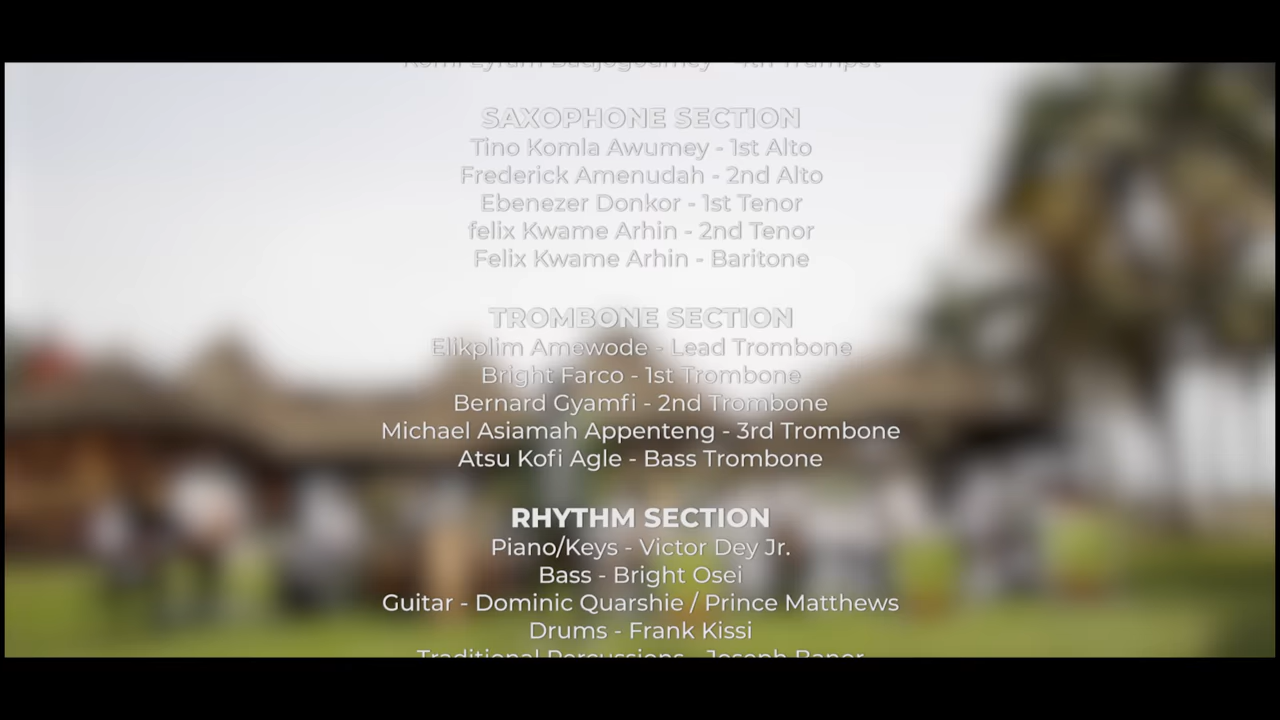 SAXOPHONE SECTION
Tino Komla Awumey - 1st Alto
Frederick Amenudah - 2nd Alto
Ebenezer Donkor - 1st Tenor
felix Kwame Arhin - 2nd Tenor
Felix Kwame Arhin - Baritone
TROMBONE SECTION
Elikplim Amewode - Lead Trombone
Bright Farco - 1st Trombone
Bernard Gyamfi - 2nd Trombone
Michael Asiamah Appenteng - 3rd Trombone
Atsu Kofi Agle - Bass Trombone
RHYTHM SECTION
Piano/Keys - Victor Dey Jr.
Bass - Bright Osei
Guitar - Dominic Quarshie / Prince Matthews
Drums - Frank Kissi
Traditional Percussions - Joseph